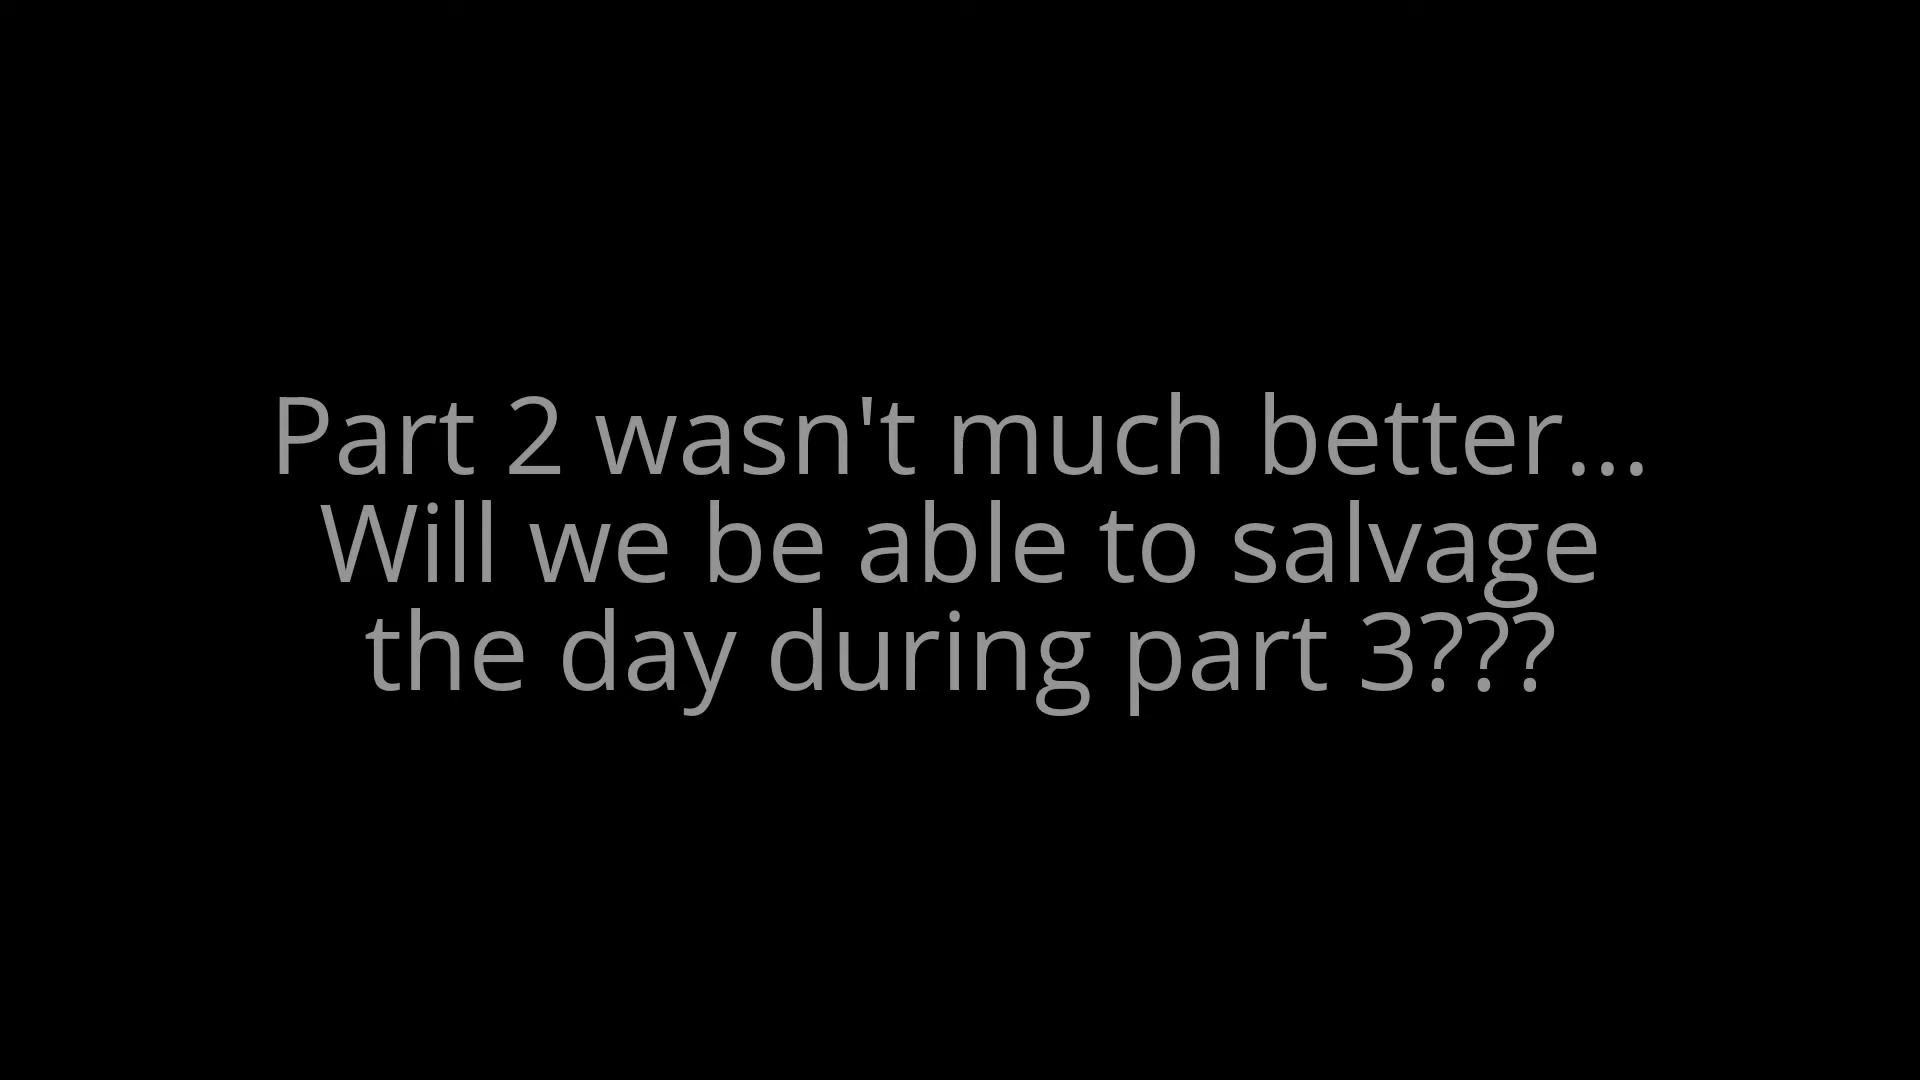 Part 2 wasn't much better...
Will we be able to salvage
the day during part 3???